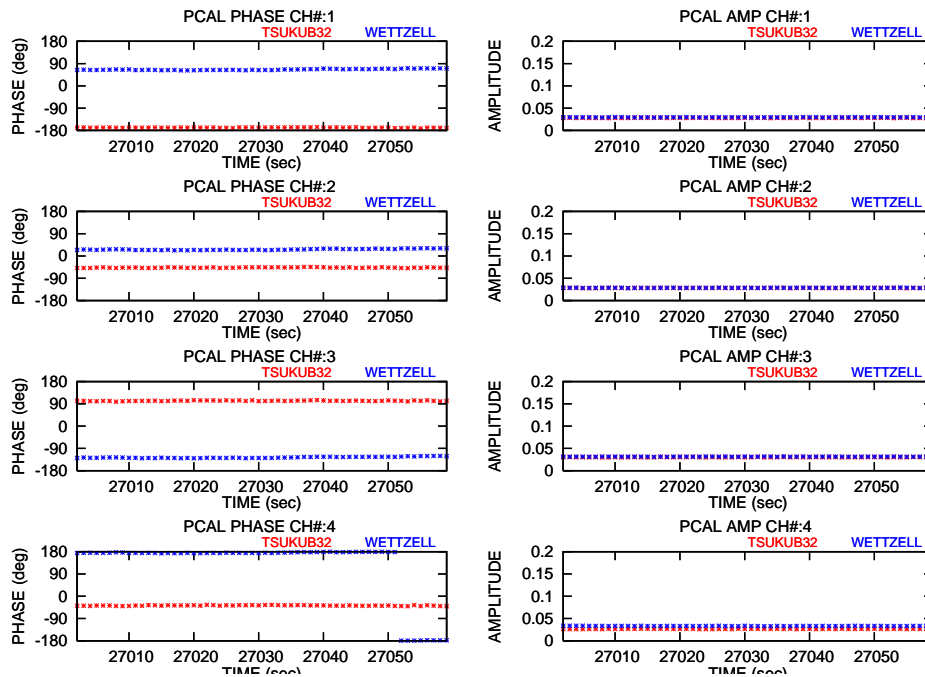 PCAL PHASE CH#:1
TSUKUB32 WETTZELL
180
90
0
-90
-180
PHASE (deg)
27010 27020 27030 27040 27050
TIME (sec)
PCAL AMP CH#:1
TSUKUB32 WETTZELL
0.2
0.15
0.1
0.05
0
AMPLITUDE
27010 27020 27030 27040 27050
TIME (sec)
PCAL PHASE CH#:2
TSUKUB32 WETTZELL
180
90
0
-90
-180
PHASE (deg)
27010 27020 27030 27040 27050
TIME (sec)
PCAL AMP CH#:2
TSUKUB32 WETTZELL
0.2
0.15
0.1
0.05
0
AMPLITUDE
27010 27020 27030 27040 27050
TIME (sec)
PCAL PHASE CH#:3
TSUKUB32 WETTZELL
180
90
0
-90
-180
PHASE (deg)
27010 27020 27030 27040 27050
TIME (sec)
PCAL AMP CH#:3
TSUKUB32 WETTZELL
0.2
0.15
0.1
0.05
0
AMPLITUDE
27010 27020 27030 27040 27050
TIME (sec)
PCAL PHASE CH#:4
TSUKUB32 WETTZELL
180
90
0
-90
-180
PHASE (deg)
27010 27020 27030 27040 27050
TIME (sec)
PCAL AMP CH#:4
TSUKUB32 WETTZELL
0.2
0.15
0.1
0.05
0
AMPLITUDE
27010 27020 27030 27040 27050
TIME (sec)